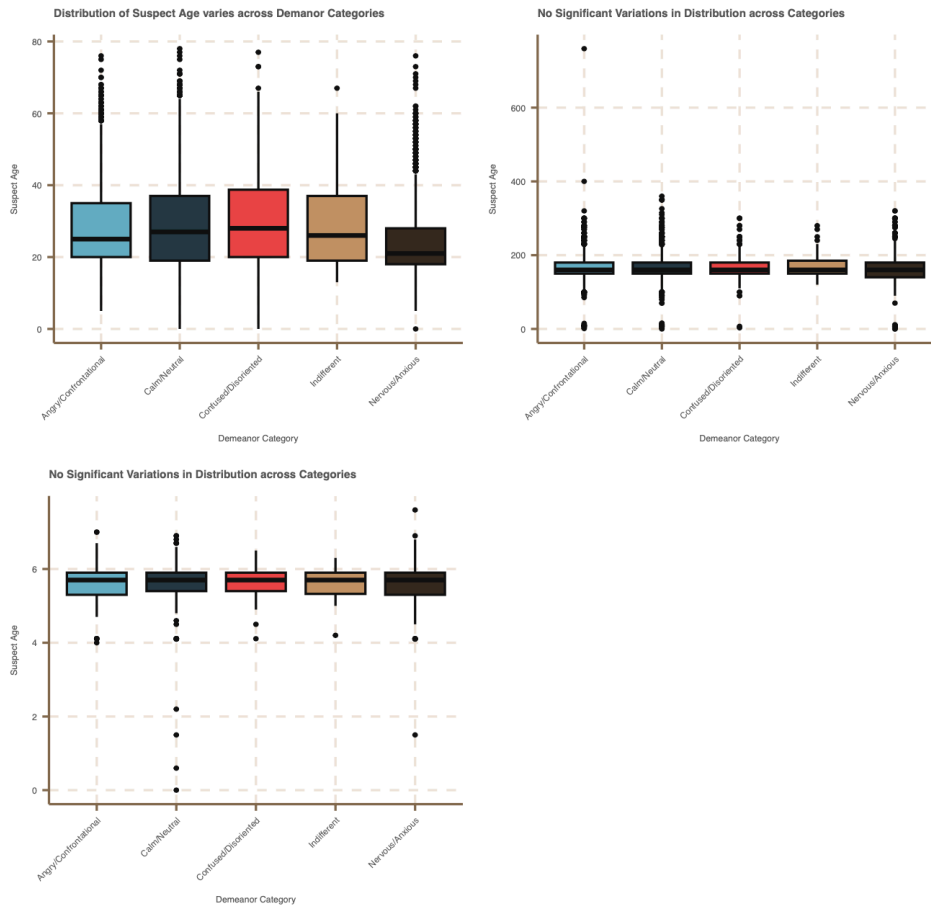 Distribution of Suspect Age varies across Demanor Categories
80
60
40
20
0
Suspect Age
Angry/Confrontational
Calm/Neutral
Confused/Disoriented
Indifferent
Nervous/Anxious
Demeanor Category
No Significant Variations in Distribution across Categories
600
400
200
0
Suspect Age
Angry/Confrontational
Calm/Neutral
Confused/Disoriented
Indifferent
Nervous/Anxious
Demeanor Category
No Significant Variations in Distribution across Categories
6
4
2
0
Suspect Age
Angry/Confrontational
Calm/Neutral
Confused/Disoriented
Indifferent
Nervous/Anxious
Demeanor Category